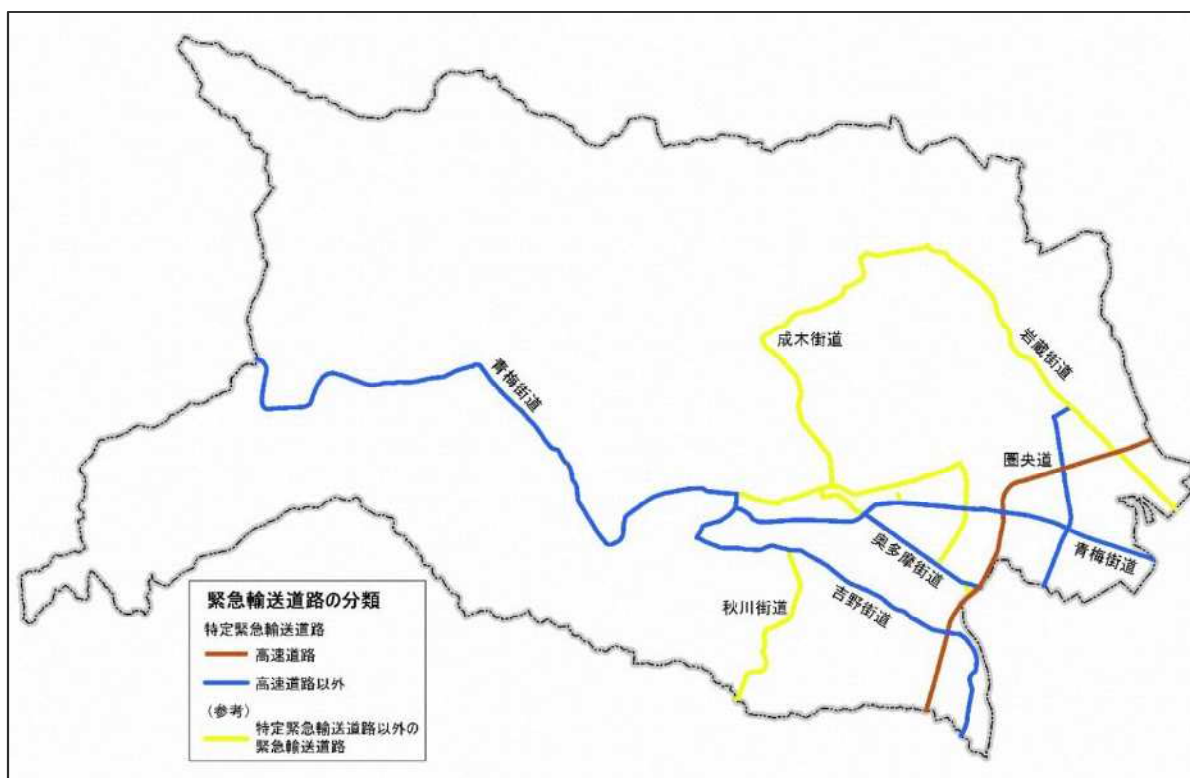 成木街道
岩蔵街道
青梅街道
圏央道
青梅街道
奥多摩街道
吉野街道
秋川街道
緊急輸送道路の分類
特定緊急輸送道路
高速道路
高速道路以外
（参考）
特定緊急輸送道路以外の
緊急輸送道路